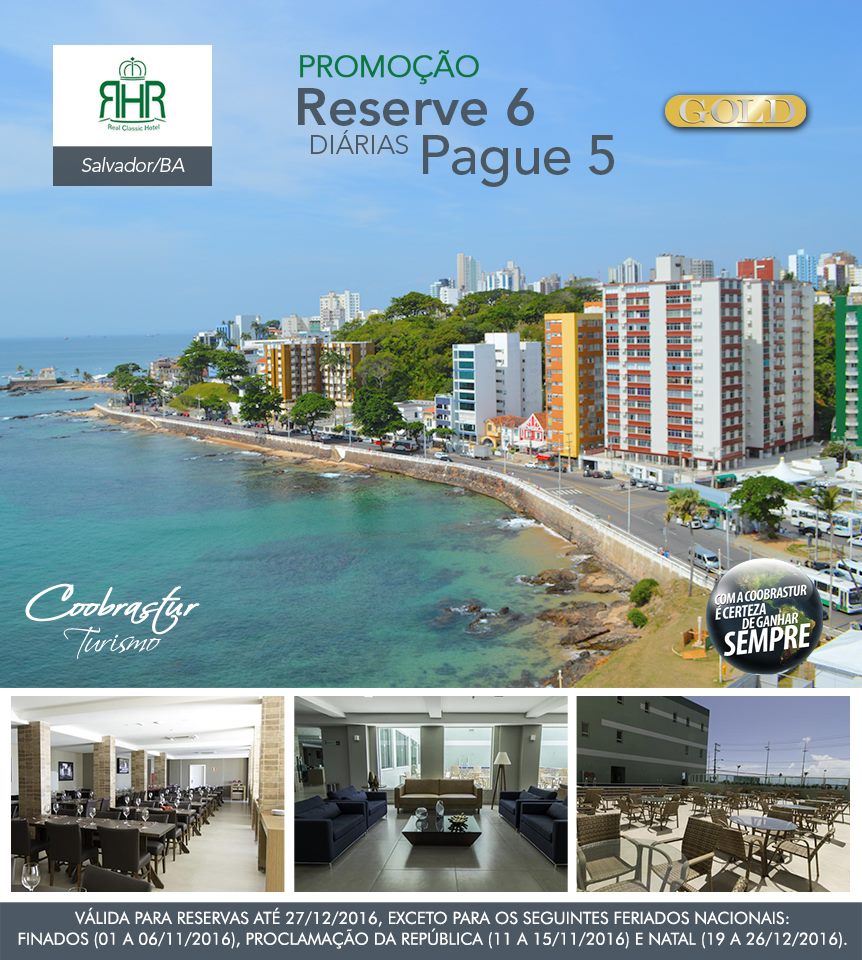 RHR
Real Classic Hotel
Salvador/BA
PROMOÇÃO
Reserve 6
DIÁRIAS Pague 5
GOLD
Coobrastur
Turismo
COM A COOBRASTUR
É CERTEZA
DE GANHAR
SEMPRE
VÁLIDA PARA RESERVAS ATÉ 27/12/2016, EXCETO PARA OS SEGUINTES FERIADOS NACIONAIS:
FINADOS (01 A 06/11/2016), PROCLAMAÇÃO DA REPÚBLICA (11 A 15/11/2016) E NATAL (19 A 26/12/2016).